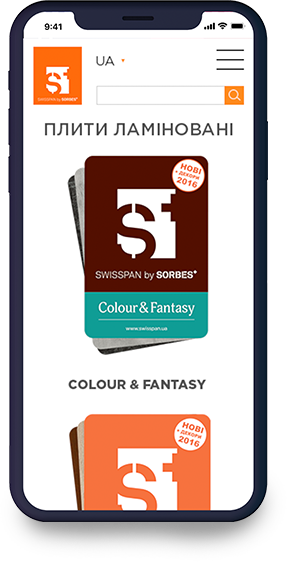 9:41
SWISSPAN by SORBES
UA
ПЛИТИ ЛАМІНОВАНІ
НОВІ
+ ДЕКОРИ
2016
SWISSPAN by SORBES®
Colour & Fantasy
www.swisspan.ua
COLOUR & FANTASY
НОВІ
+ ДЕКОРИ
2016